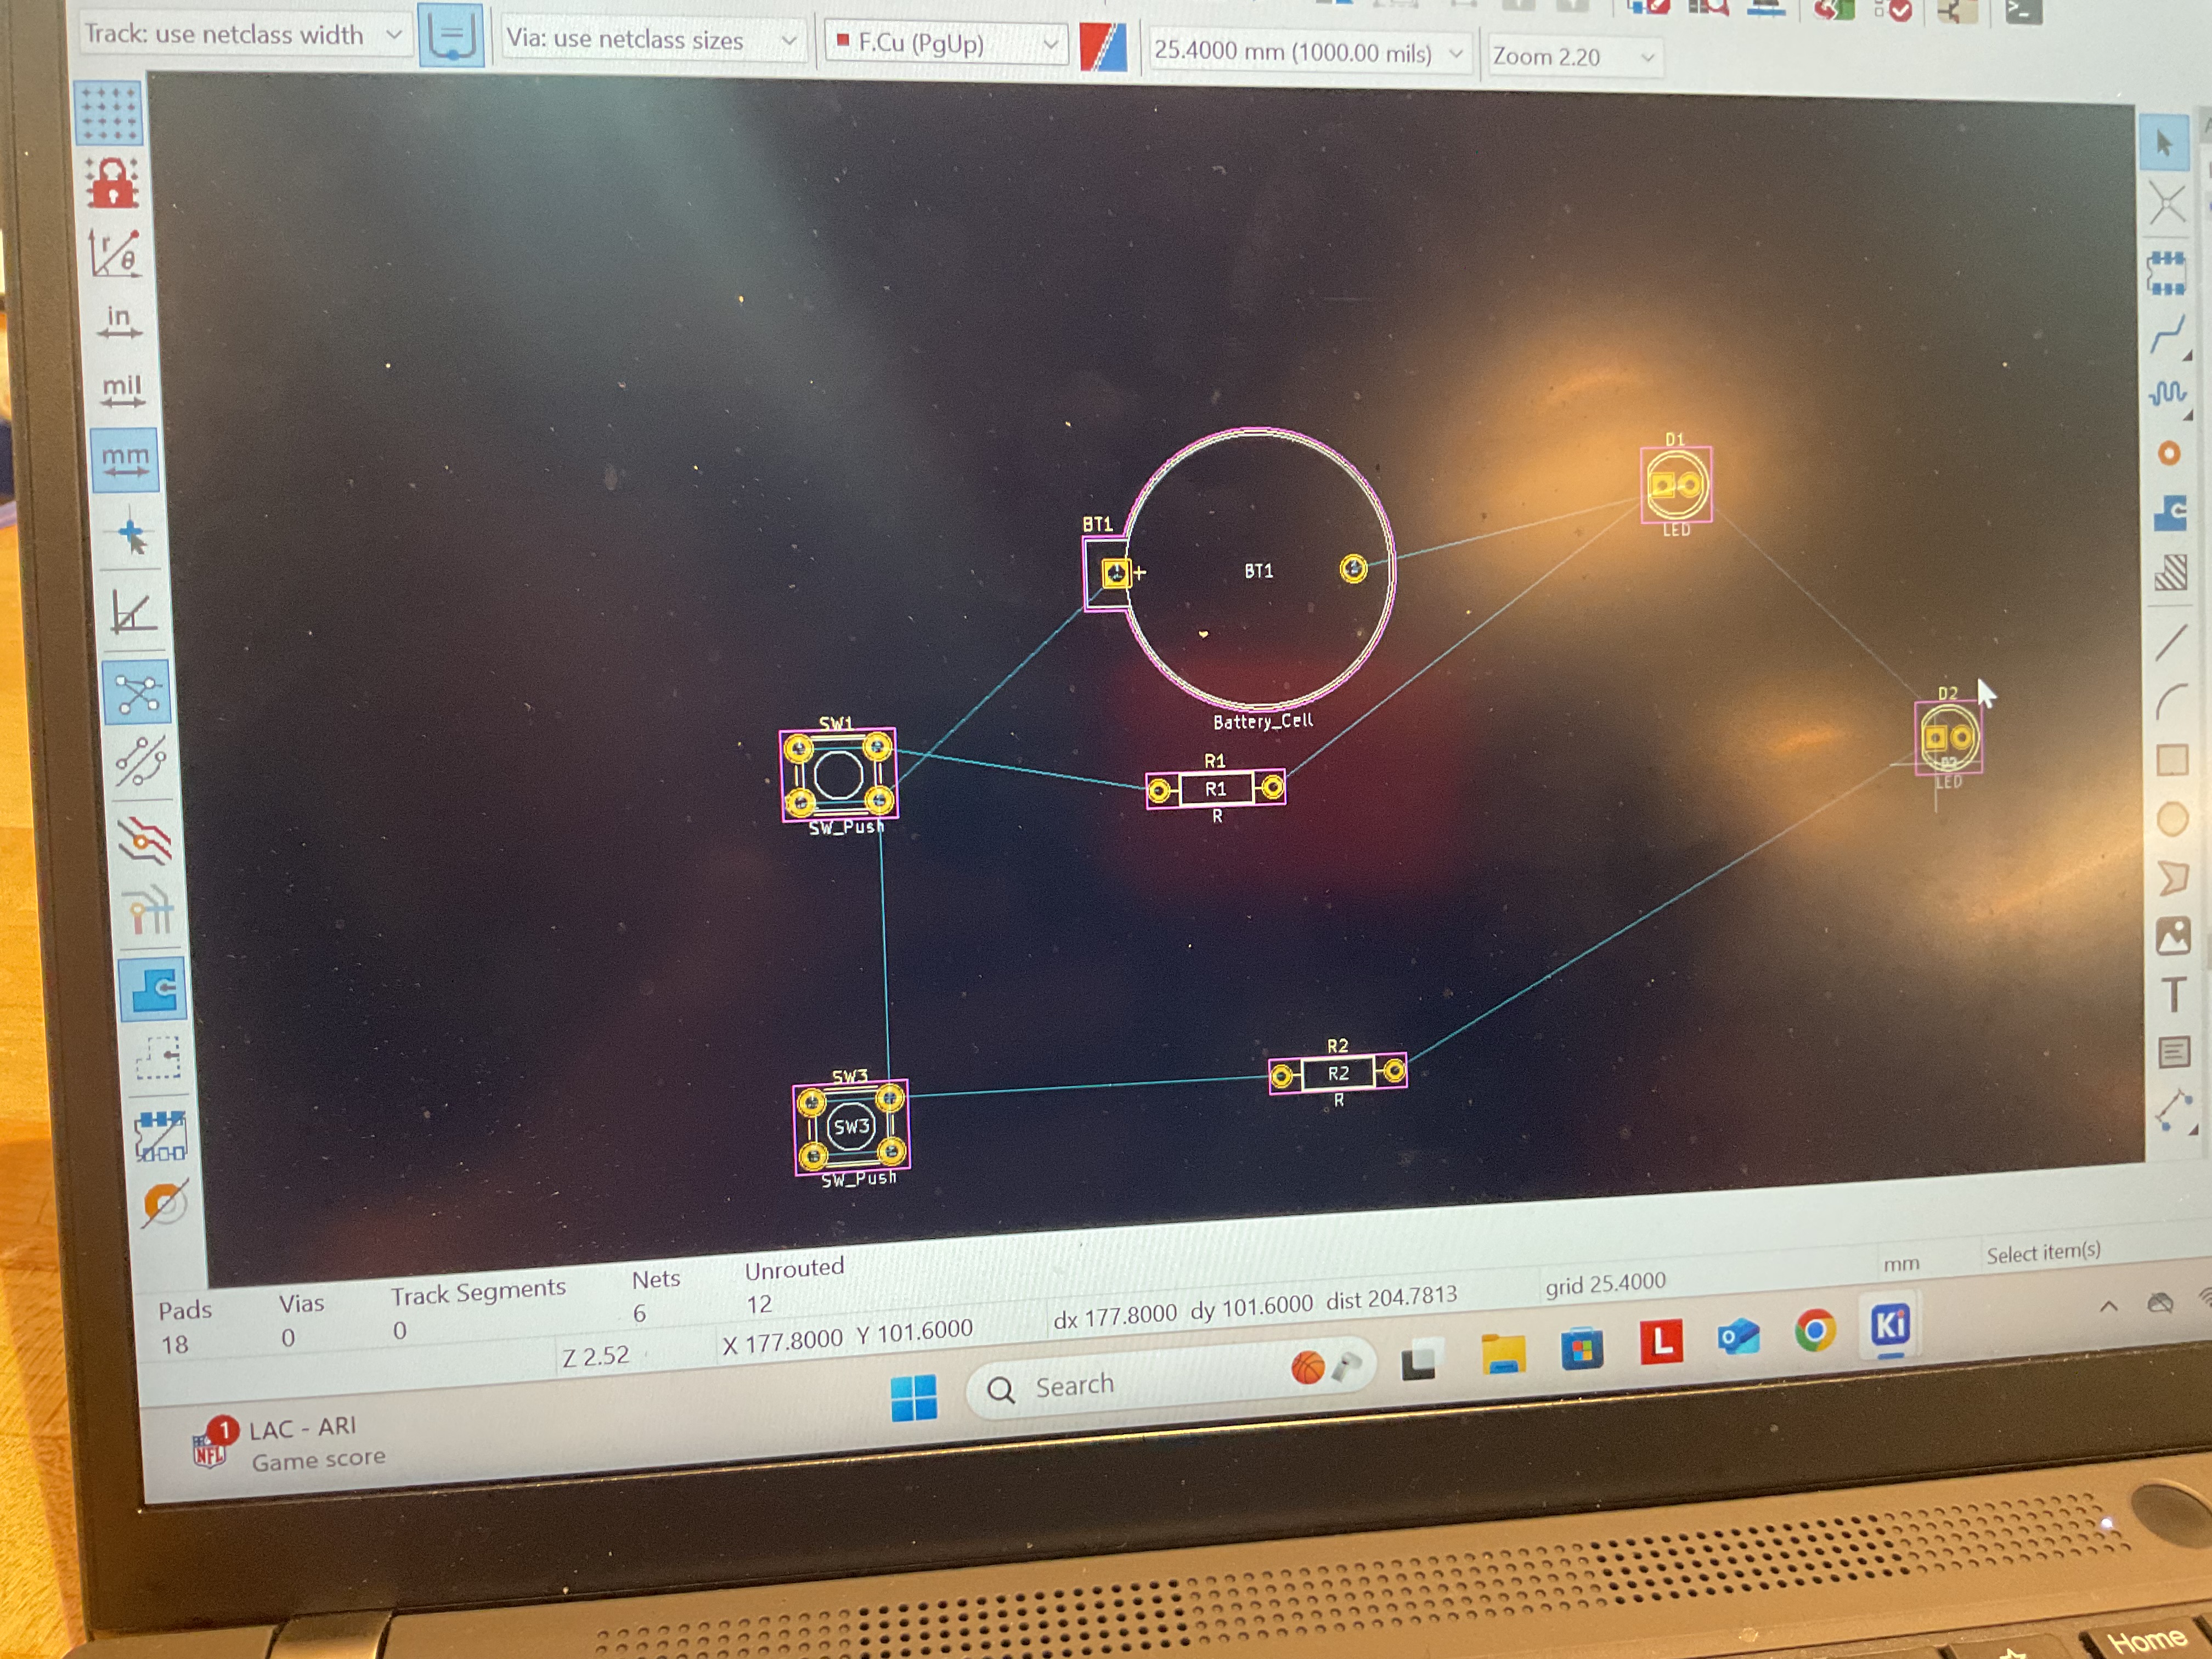 Track: use netclass width
Via: use netclass sizes
F.Cu (PgUp)
25.4000 mm (1000.00 mils)
Zoom 2.20
r/θ
in
mil
mm
D1
LED
BT1
+
BT1
Battery_Cell
D2
D2
LED
SW1
SW_Push
R1
R1
R
SW3
SW3
SW_Push
R2
R2
R
T
Pads
18
Vias
0
Track Segments
0
Nets
6
Unrouted
12
Z 2.52
X 177.8000 Y 101.6000
dx 177.8000 dy 101.6000 dist 204.7813
grid 25.4000
mm
Select item(s)
1
NFL
LAC - ARI
Game score
Search
L
Ki
Home